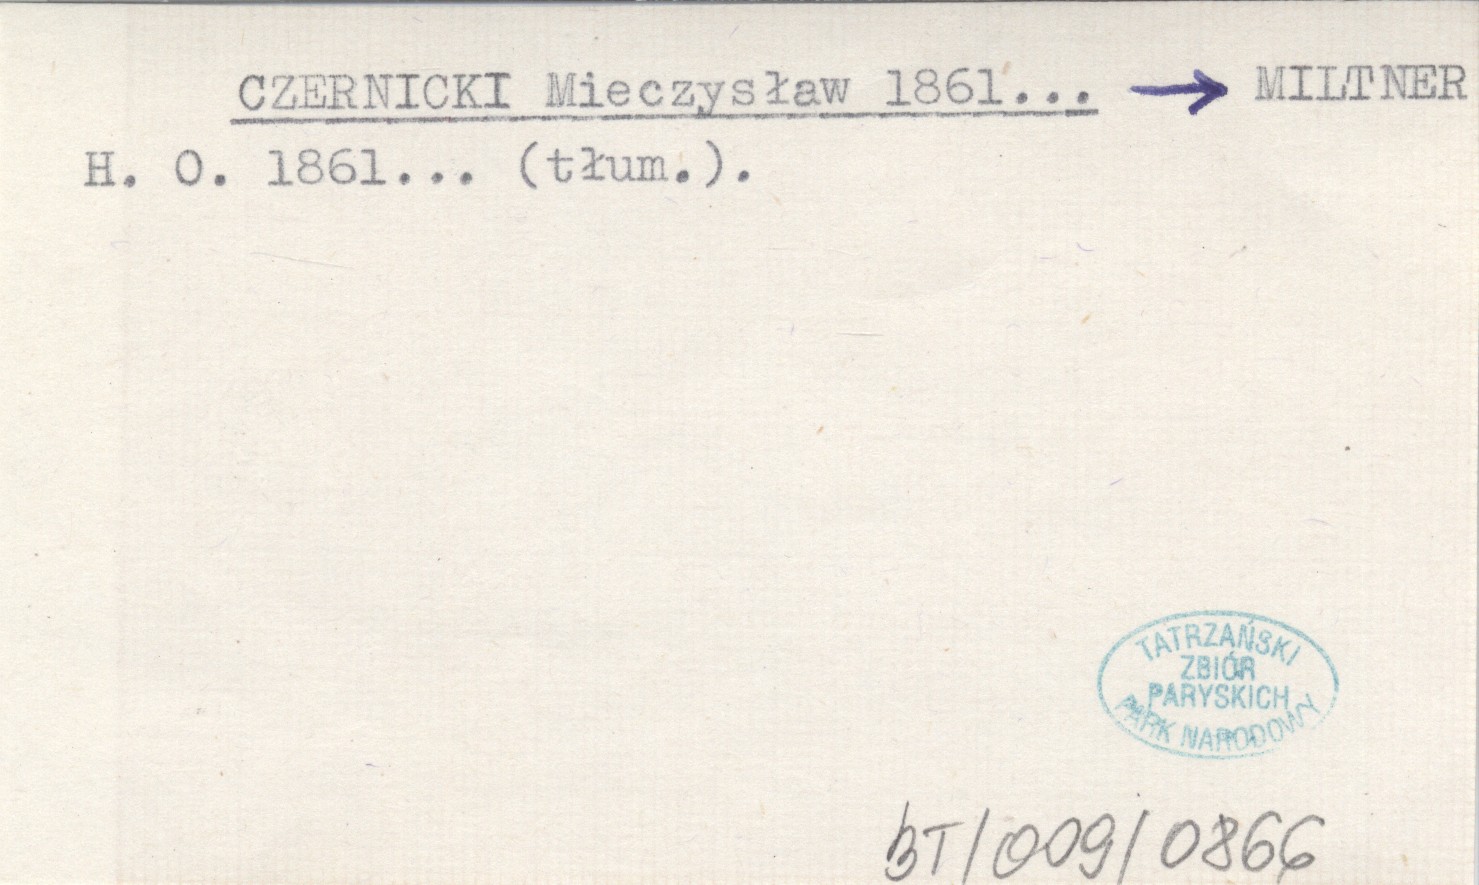 CZERNICKI Mieczysław 1861... → MILTNER
H. O. 1861... (tłum.).
TATRZAŃSKI
ZBIÓR
PARYSKICH
PARK NARODOWY
BT/009/0866